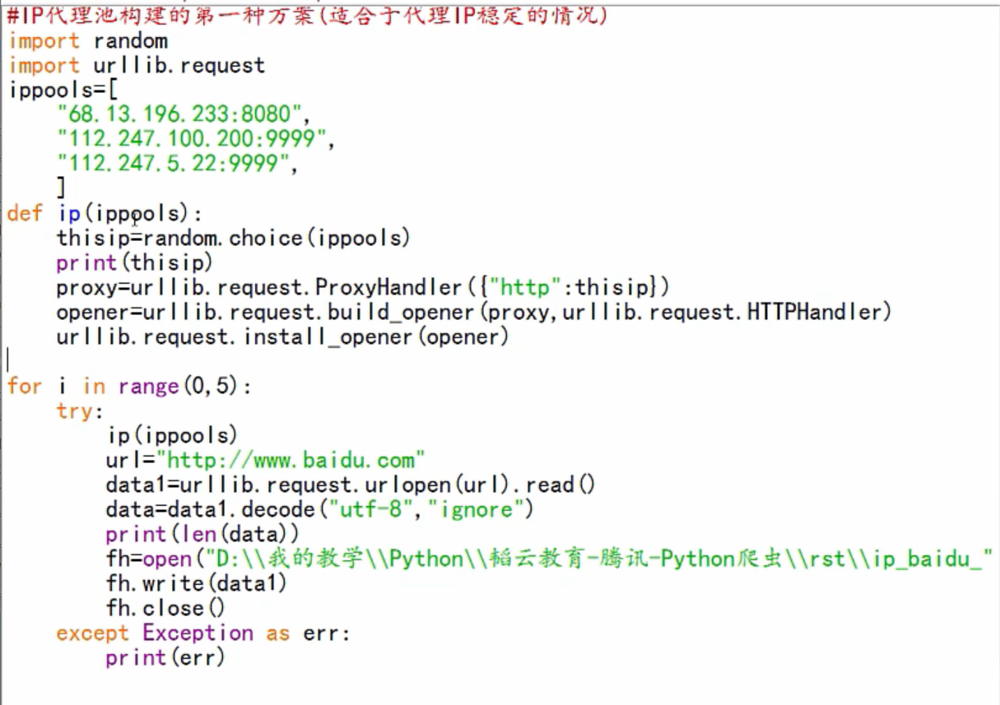 #IP代理池构建的第一种方案(适合于代理IP稳定的情况)
import random
import urllib.request
ippools=[
    "68.13.196.233:8080",
    "112.247.100.200:9999",
    "112.247.5.22:9999",
    ]
def ip(ippools):
    thisip=random.choice(ippools)
    print(thisip)
    proxy=urllib.request.ProxyHandler({"http":thisip})
    opener=urllib.request.build_opener(proxy,urllib.request.HTTPHandler)
    urllib.request.install_opener(opener)
for i in range(0,5):
    try:
        ip(ippools)
        url="http://www.baidu.com"
        data1=urllib.request.urlopen(url).read()
        data=data1.decode("utf-8","ignore")
        print(len(data))
        fh=open("D:\\我的教学\\Python\\韬云教育-腾讯-Python爬虫\\rst\\ip_baidu_"
        fh.write(data1)
        fh.close()
    except Exception as err:
        print(err)